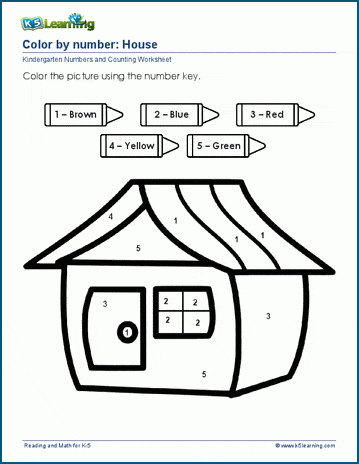 K5 Learning
Color by number: House
Kindergarten Numbers and Counting Worksheet
Color the picture using the number key.
1 – Brown 2 – Blue 3 – Red
4 – Yellow 5 – Green
4 1
1 1
5
2 2
3 3
2 2
1
5
Reading and Math for K-5
© www.k5learning.com